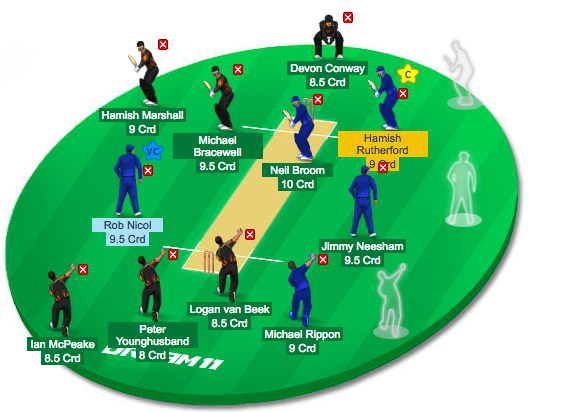 Devon Conway
8.5 Crd
C
Hamish Marshall
9 Crd
Michael
Bracewell
9.5 Crd
Hamish
Rutherford
9 Crd
Neil Broom
10 Crd
VC
Rob Nicol
9.5 Crd
Jimmy Neesham
9.5 Crd
Logan van Beek
8.5 Crd
Peter
Younghusband
8 Crd
Michael Rippon
9 Crd
Ian McPeake
8.5 Crd
DREAM11